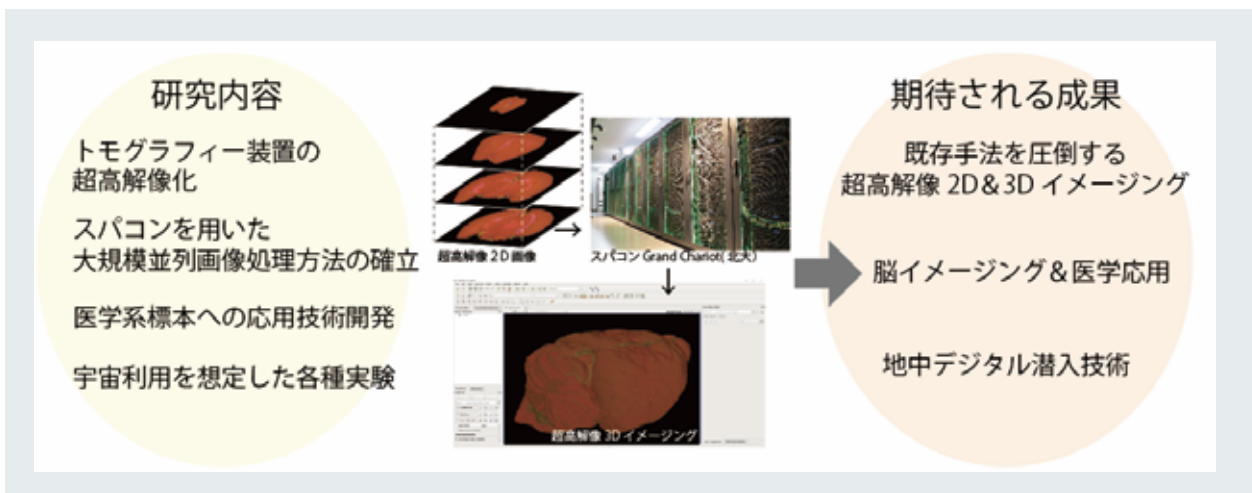 研究内容
トモグラフィー装置の
超高解像化
スパコンを用いた
大規模並列画像処理方法の確立
医学系標本への応用技術開発
宇宙利用を想定した各種実験
超高解像2D画像
→
スパコン Grand Chariot(北大)
↓
超高解像 3D イメージング
期待される成果
既存手法を圧倒する
超高解像 2D&3D イメージング
脳イメージング&医学応用
地中デジタル潜入技術